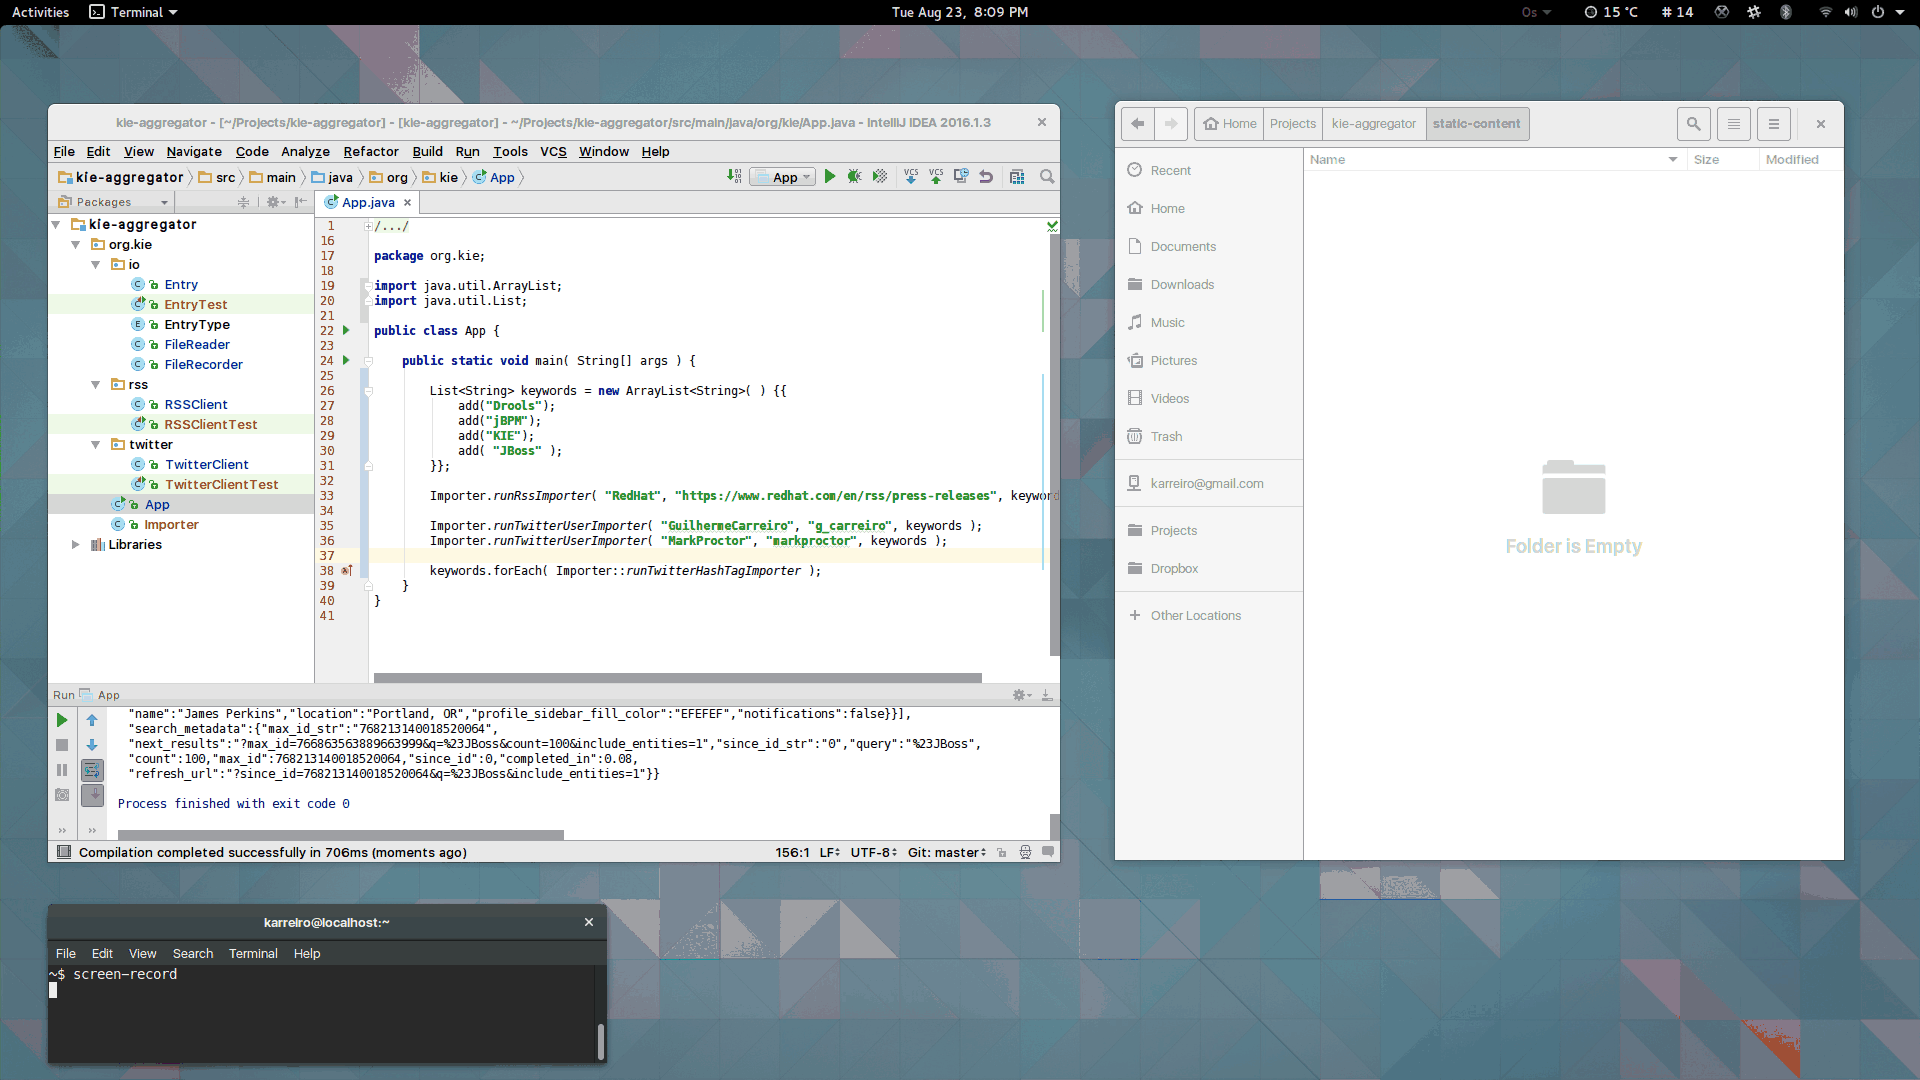 Activities Terminal Tue Aug 23, 8:09 PM Os 15 °C # 14
kie-aggregator - [~/Projects/kie-aggregator] - [kie-aggregator] - ~/Projects/kie-aggregator/src/main/java/org/kie/App.java - IntelliJ IDEA 2016.1.3
File Edit View Navigate Code Analyze Refactor Build Run Tools VCS Window Help
kie-aggregator src main java org kie App App VCS VCS
Packages
App.java
kie-aggregator
org.kie
io
Entry
EntryTest
EntryType
FileReader
FileRecorder
rss
RSSClient
RSSClientTest
twitter
TwitterClient
TwitterClientTest
App
Importer
Libraries
1 /.../
16
17 package org.kie;
18
19 import java.util.ArrayList;
20 import java.util.List;
21
22 public class App {
23
24 public static void main( String[] args ) {
25
26 List<String> keywords = new ArrayList<String>( ) {{
27 add("Drools");
28 add("jBPM");
29 add("KIE");
30 add( "JBoss" );
31 }};
32
33 Importer.runRssImporter( "RedHat", "https://www.redhat.com/en/rss/press-releases", keyword
34
35 Importer.runTwitterUserImporter( "GuilhermeCarreiro", "g_carreiro", keywords );
36 Importer.runTwitterUserImporter( "MarkProctor", "markproctor", keywords );
37
38 keywords.forEach( Importer::runTwitterHashTagImporter );
39 }
40 }
41
Run App
"name":"James Perkins","location":"Portland, OR","profile_sidebar_fill_color":"EFEFEF","notifications":false}}],
"search_metadata":{"max_id_str":"768213140018520064",
"next_results":"?max_id=766863563889663999&q=%23JBoss&count=100&include_entities=1","since_id_str":"0","query":"%23JBoss",
"count":100,"max_id":768213140018520064,"since_id":0,"completed_in":0.08,
"refresh_url":"?since_id=768213140018520064&q=%23JBoss&include_entities=1"}}
Process finished with exit code 0
Compilation completed successfully in 706ms (moments ago) 156:1 LF UTF-8 Git: master
Home Projects kie-aggregator static-content
Name Size Modified
Recent
Home
Documents
Downloads
Music
Pictures
Videos
Trash
karreiro@gmail.com
Projects
Dropbox
Other Locations
Folder is Empty
karreiro@localhost:~
File Edit View Search Terminal Help
~$ screen-record